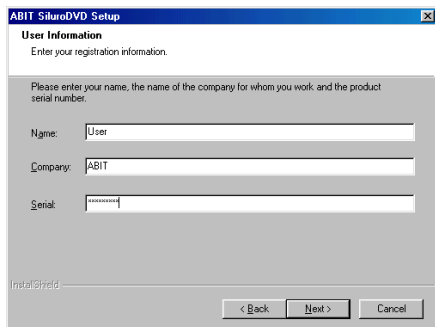 ABIT SiluroDVD Setup
User Information
Enter your registration information.
Please enter your name, the name of the company for whom you work and the product
serial number.
Name: User
Company: ABIT
Serial: *********
InstallShield
< Back Next > Cancel